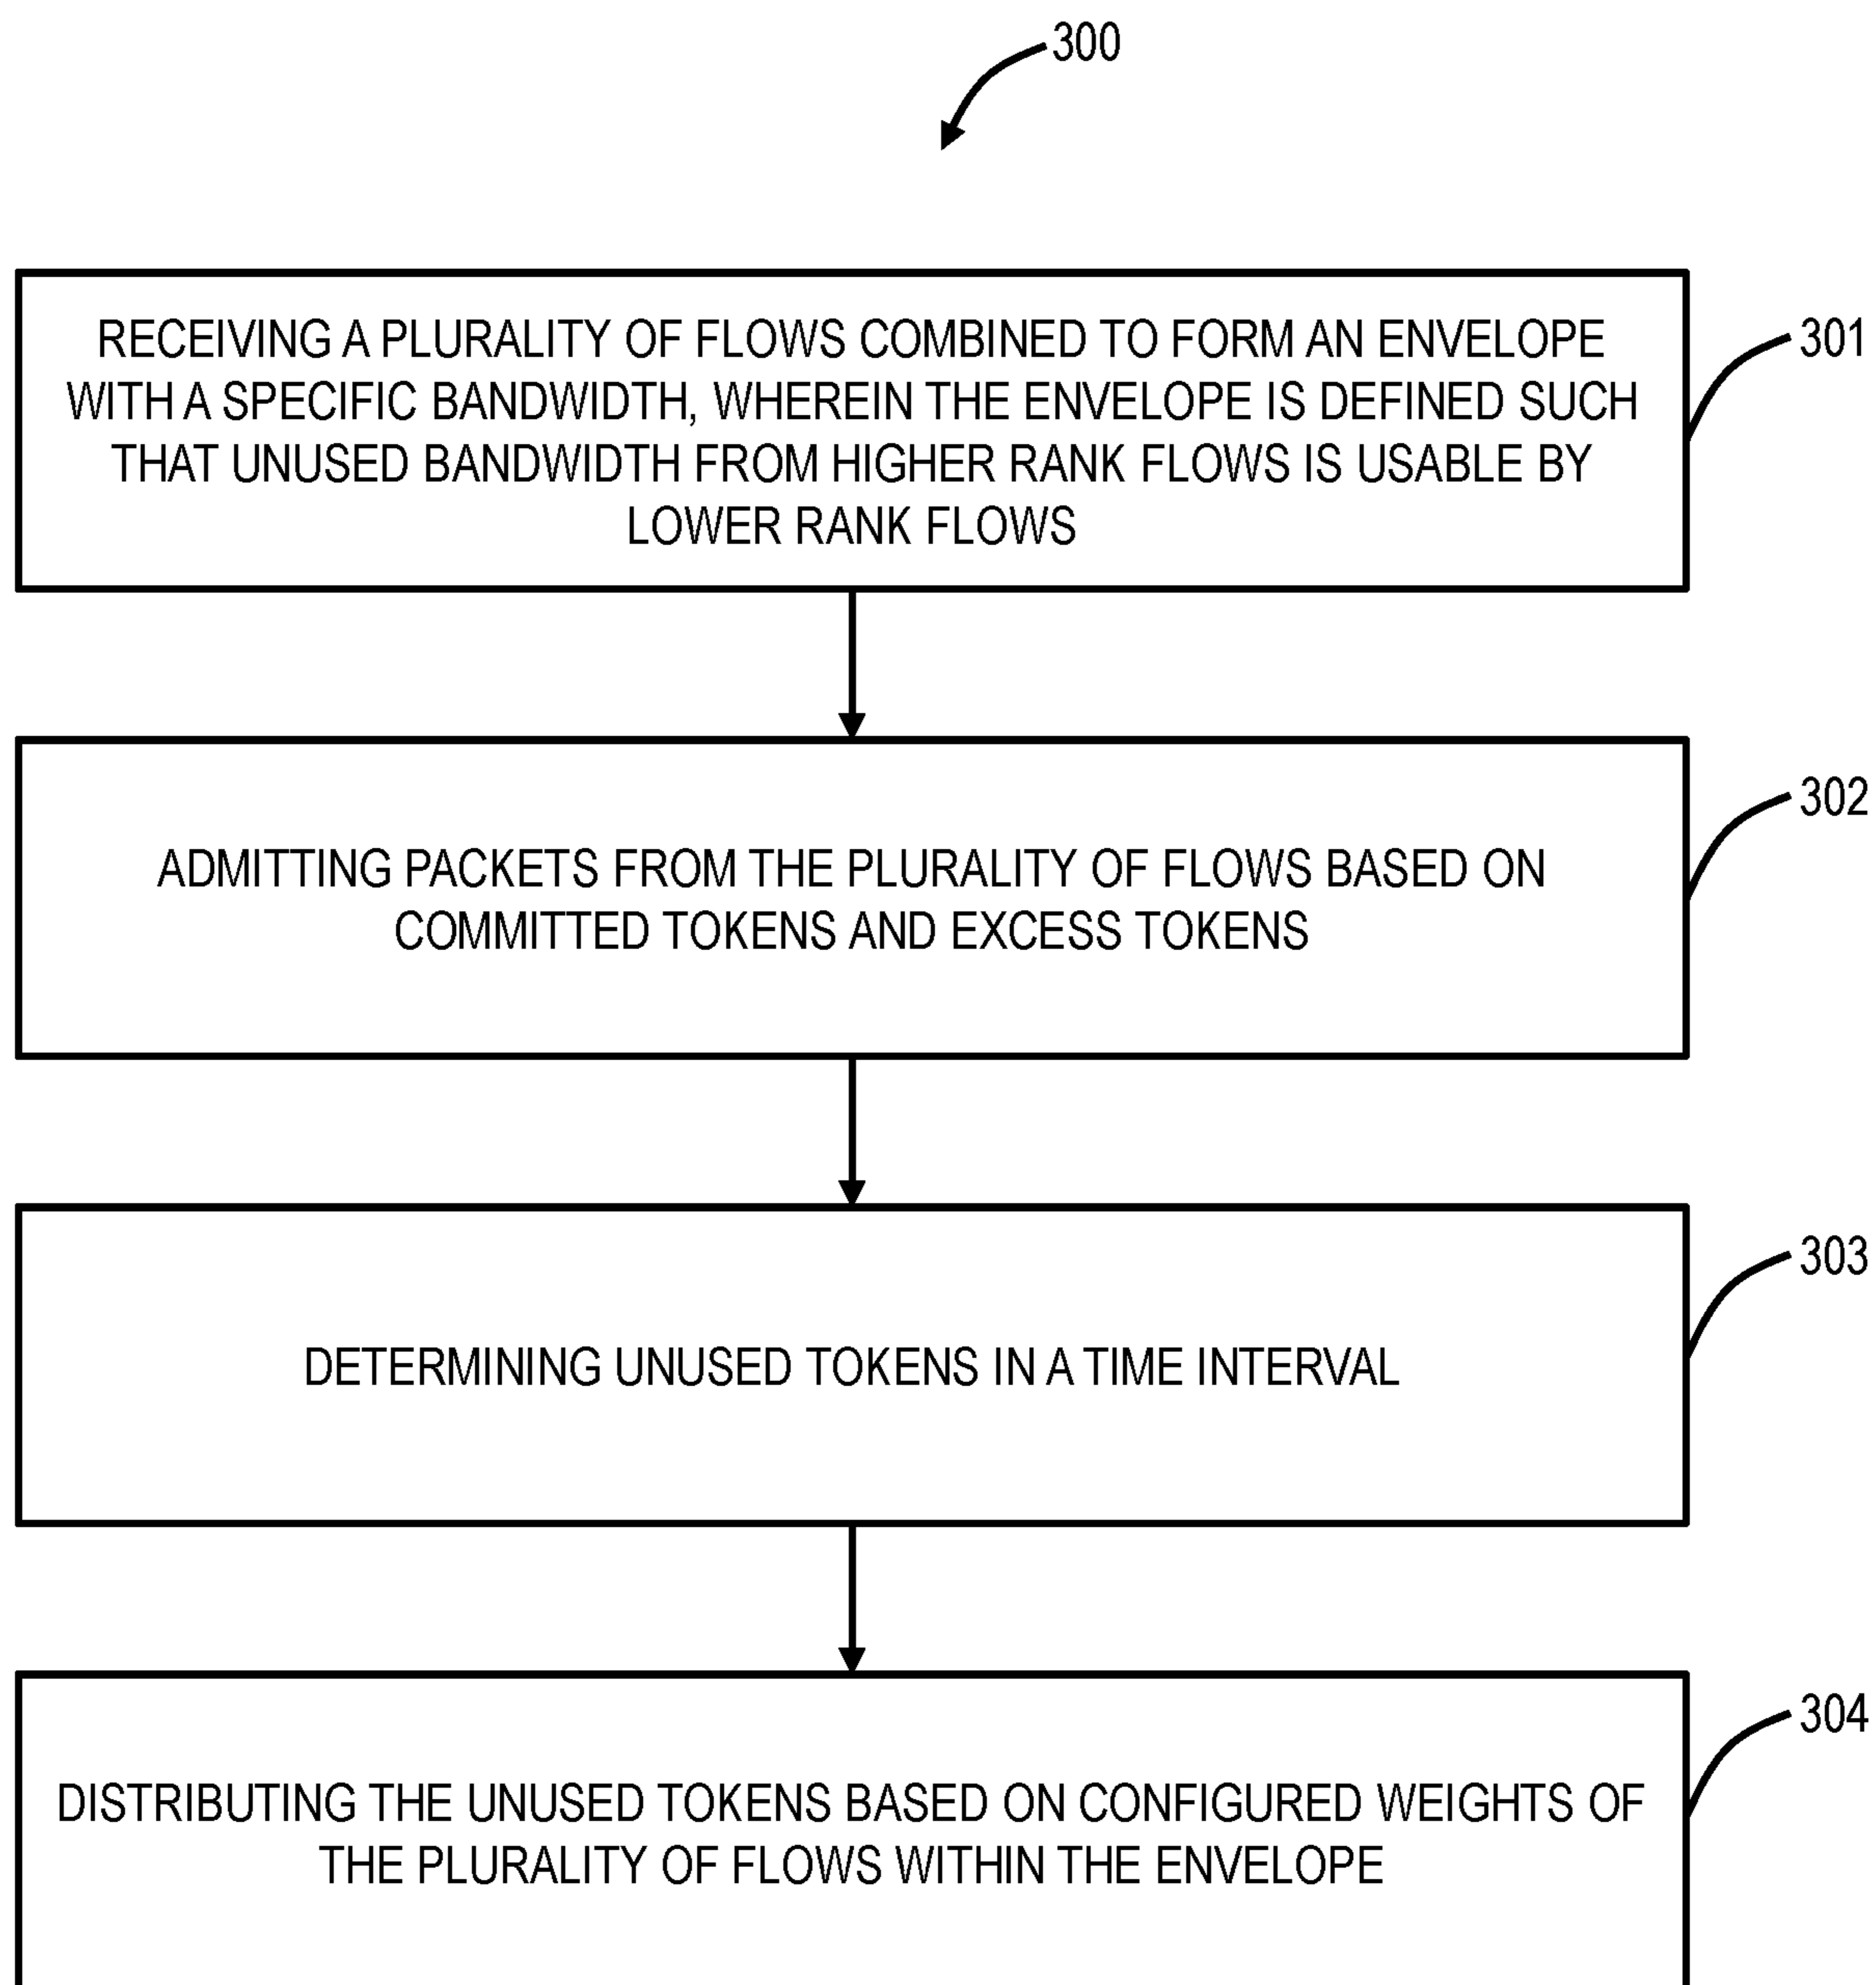 300
RECEIVING A PLURALITY OF FLOWS COMBINED TO FORM AN ENVELOPE
WITH A SPECIFIC BANDWIDTH, WHEREIN THE ENVELOPE IS DEFINED SUCH
THAT UNUSED BANDWIDTH FROM HIGHER RANK FLOWS IS USABLE BY
LOWER RANK FLOWS
301
ADMITTING PACKETS FROM THE PLURALITY OF FLOWS BASED ON
COMMITTED TOKENS AND EXCESS TOKENS
302
DETERMINING UNUSED TOKENS IN A TIME INTERVAL
303
DISTRIBUTING THE UNUSED TOKENS BASED ON CONFIGURED WEIGHTS OF
THE PLURALITY OF FLOWS WITHIN THE ENVELOPE
304